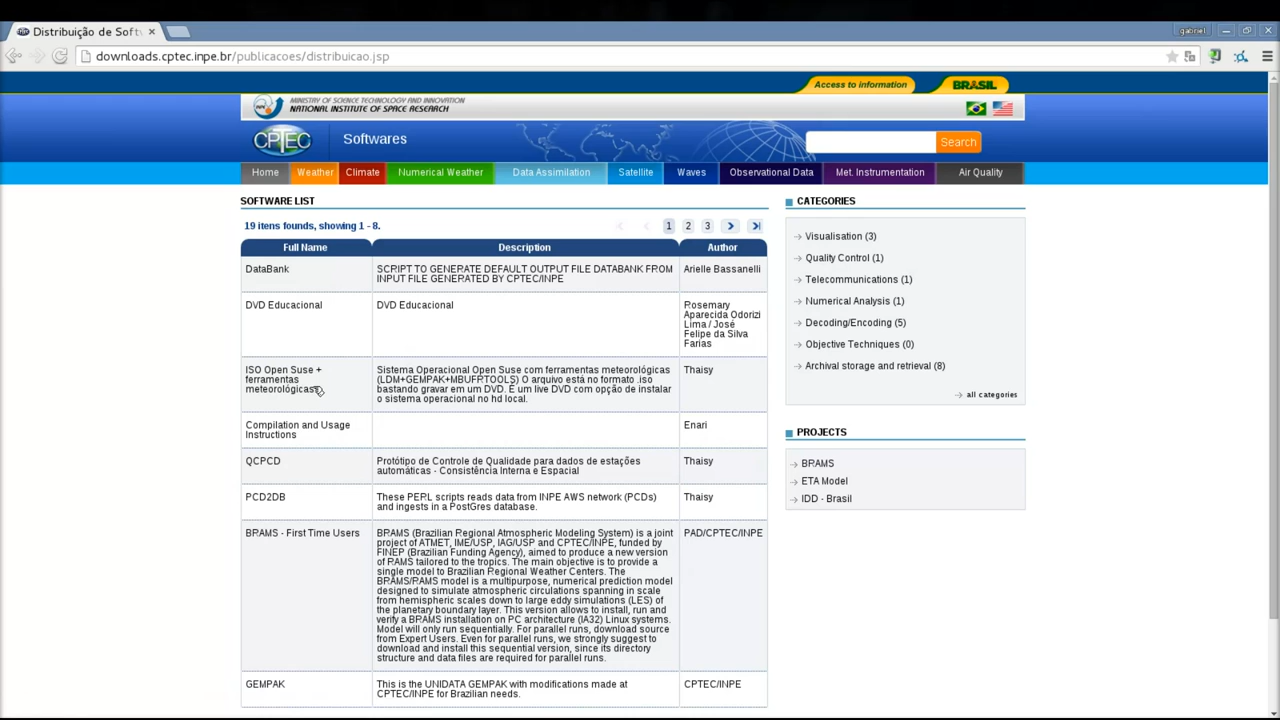 Distribuição de Soft
gabriel
downloads.cptec.inpe.br/publicacoes/distribuicao.jsp
Access to information
BRASIL
MINISTRY OF SCIENCE TECHNOLOGY AND INNOVATION
NATIONAL INSTITUTE OF SPACE RESEARCH
CPTEC
Softwares
Search
Home
Weather
Climate
Numerical Weather
Data Assimilation
Satellite
Waves
Observational Data
Met. Instrumentation
Air Quality
SOFTWARE LIST
19 itens founds, showing 1 - 8.
1 2 3
Full Name
Description
Author
DataBank
SCRIPT TO GENERATE DEFAULT OUTPUT FILE DATABANK FROM
INPUT FILE GENERATED BY CPTEC/INPE
Arielle Bassanelli
DVD Educacional
DVD Educacional
Rosemary
Aparecida Odorizi
Lima / José
Felipe da Silva
Farias
ISO Open Suse +
ferramentas
meteorológicas
Sistema Operacional Open Suse com ferramentas meteorológicas
(LDM+GEMPAK+MBUFRTOOLS) O arquivo está no formato .iso
bastando gravar em um DVD. É um live DVD com opção de instalar
o sistema operacional no hd local.
Thaisy
Compilation and Usage
Instructions
Enari
QCPCD
Protótipo de Controle de Qualidade para dados de estações
automáticas - Consistência Interna e Espacial
Thaisy
PCD2DB
These PERL scripts reads data from INPE AWS network (PCDs)
and ingests in a PostGres database.
Thaisy
BRAMS - First Time Users
BRAMS (Brazilian Regional Atmospheric Modeling System) is a joint
project of ATMET, IME/USP, IAG/USP and CPTEC/INPE, funded by
FINEP (Brazilian Funding Agency), aimed to produce a new version
of RAMS tailored to the tropics. The main objective is to provide a
single model to Brazilian Regional Weather Centers. The
BRAMS/RAMS model is a multipurpose, numerical prediction model
designed to simulate atmospheric circulations spanning in scale
from hemispheric scales down to large eddy simulations (LES) of
the planetary boundary layer. This version allows to install, run and
verify a BRAMS installation on PC architecture (IA32) Linux systems.
Model will only run sequentially. For parallel runs, download source
from Expert Users. Even for parallel runs, we strongly suggest to
download and install this sequential version, since its directory
structure and data files are required for parallel runs.
PAD/CPTEC/INPE
GEMPAK
This is the UNIDATA GEMPAK with modifications made at
CPTEC/INPE for Brazilian needs.
CPTEC/INPE
CATEGORIES
Visualisation (3)
Quality Control (1)
Telecommunications (1)
Numerical Analysis (1)
Decoding/Encoding (5)
Objective Techniques (0)
Archival storage and retrieval (8)
all categories
PROJECTS
BRAMS
ETA Model
IDD - Brasil